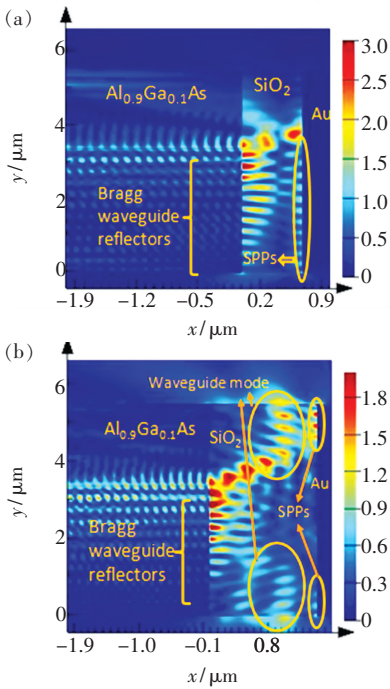 (a)
6
4
2
0
y/μm
Al0.9Ga0.1As
SiO2
Au
Bragg
waveguide
reflectors
SPPs
3.0
2.5
2.0
1.5
1.0
0.5
0
−1.9 −1.2 −0.5 0.2 0.9
x/μm
(b)
6
4
2
0
y/μm
Waveguide mode
Al0.9Ga0.1As
SiO2
Au
SPPs
Bragg
waveguide
reflectors
1.8
1.5
1.2
0.9
0.6
0.3
0
−1.9 −1.0 −0.1 0.8
x/μm